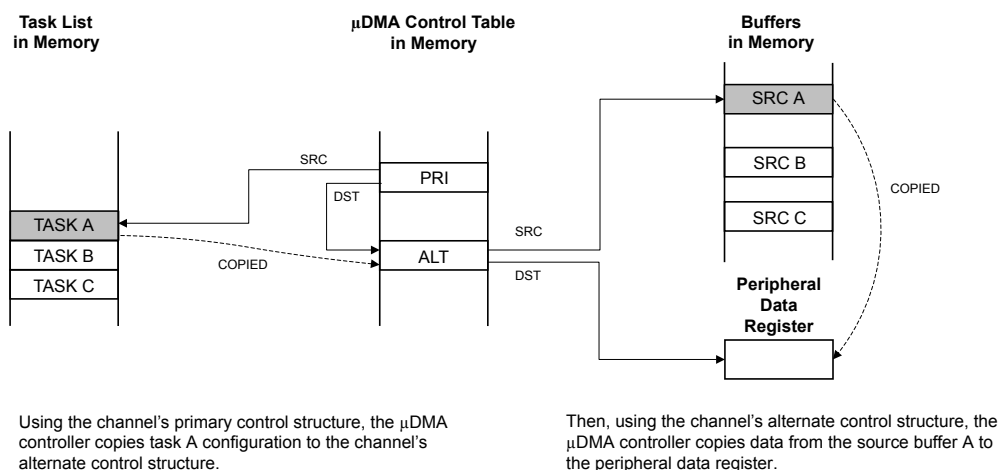 Task List
in Memory
µDMA Control Table
in Memory
Buffers
in Memory
SRC A
SRC B
SRC C
COPIED
SRC
PRI
DST
TASK A
TASK B
TASK C
COPIED
ALT
SRC
DST
Peripheral
Data
Register
Using the channel's primary control structure, the µDMA
controller copies task A configuration to the channel's
alternate control structure.
Then, using the channel's alternate control structure, the
µDMA controller copies data from the source buffer A to
the peripheral data register.